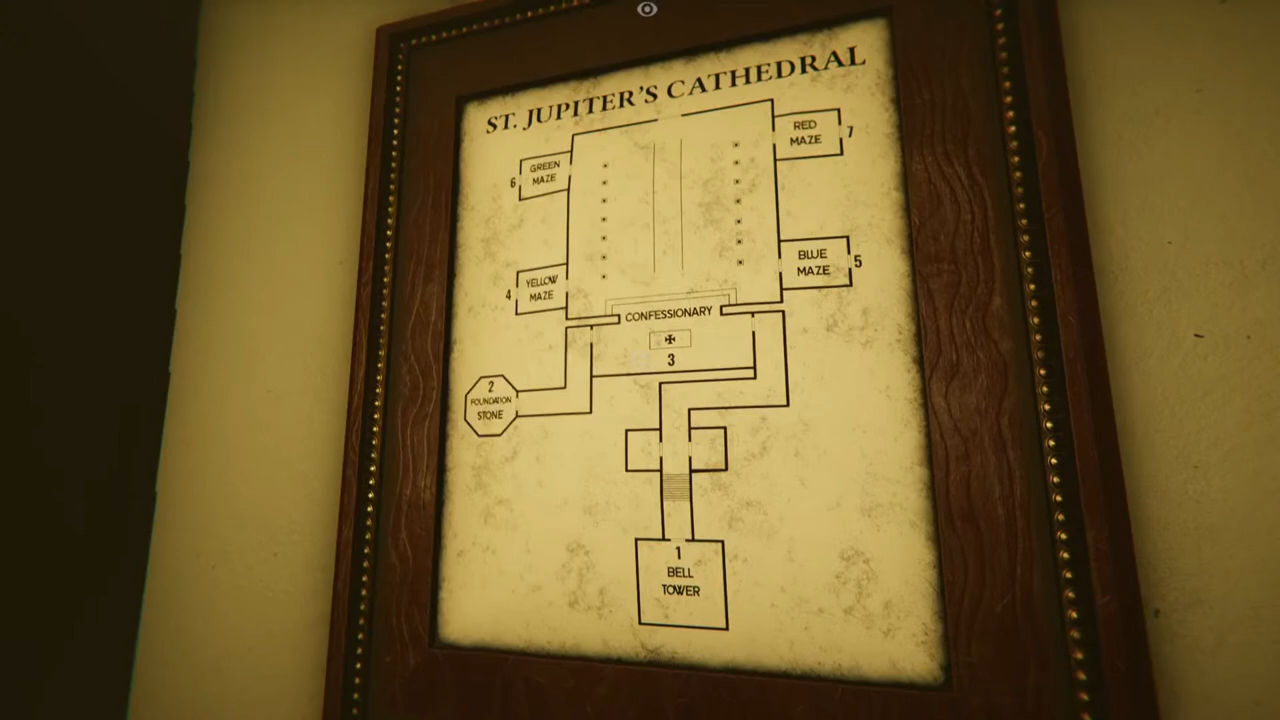 ST. JUPITER'S CATHEDRAL
RED
MAZE
7
GREEN
MAZE
6
BLUE
MAZE
5
YELLOW
MAZE
4
CONFESSIONARY
3
2
FOUNDATION
STONE
1
BELL
TOWER